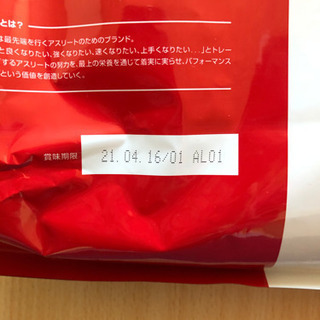 とは?
は最先端を行くアスリートのためのブランド。
と良くなりたい、強くなりたい、速くなりたい、上手くなりたい...」とトレー
するアスリートの努力を、最上の栄養を通じて着実に実らせ、パフォーマンス
という価値を創造していく。
賞味期限 21.04.16/01 AL01